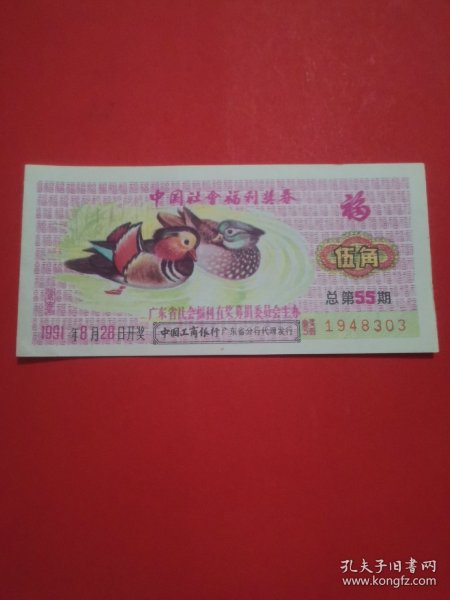 中国社會福利奖券
福
伍角
总第55期
广东省社会福利有奖募捐委员会主办
1991年8月28日开奖
中国工商银行广东省分行代理发行
1948303
孔夫子旧书网
www.kongfz.com